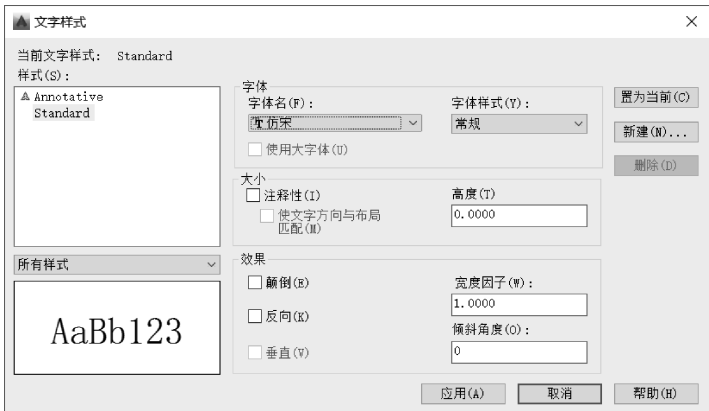 文字样式
当前文字样式: Standard
样式(S):
Annotative
Standard
所有样式
AaBb123
字体
字体名(F):
仿宋
字体样式(Y):
常规
使用大字体(U)
大小
注释性(I)
使文字方向与布局
匹配(M)
高度(T)
0.0000
效果
颠倒(E)
反向(K)
垂直(V)
宽度因子(W):
1.0000
倾斜角度(O):
0
置为当前(C)
新建(N)...
删除(D)
应用(A)
取消
帮助(H)